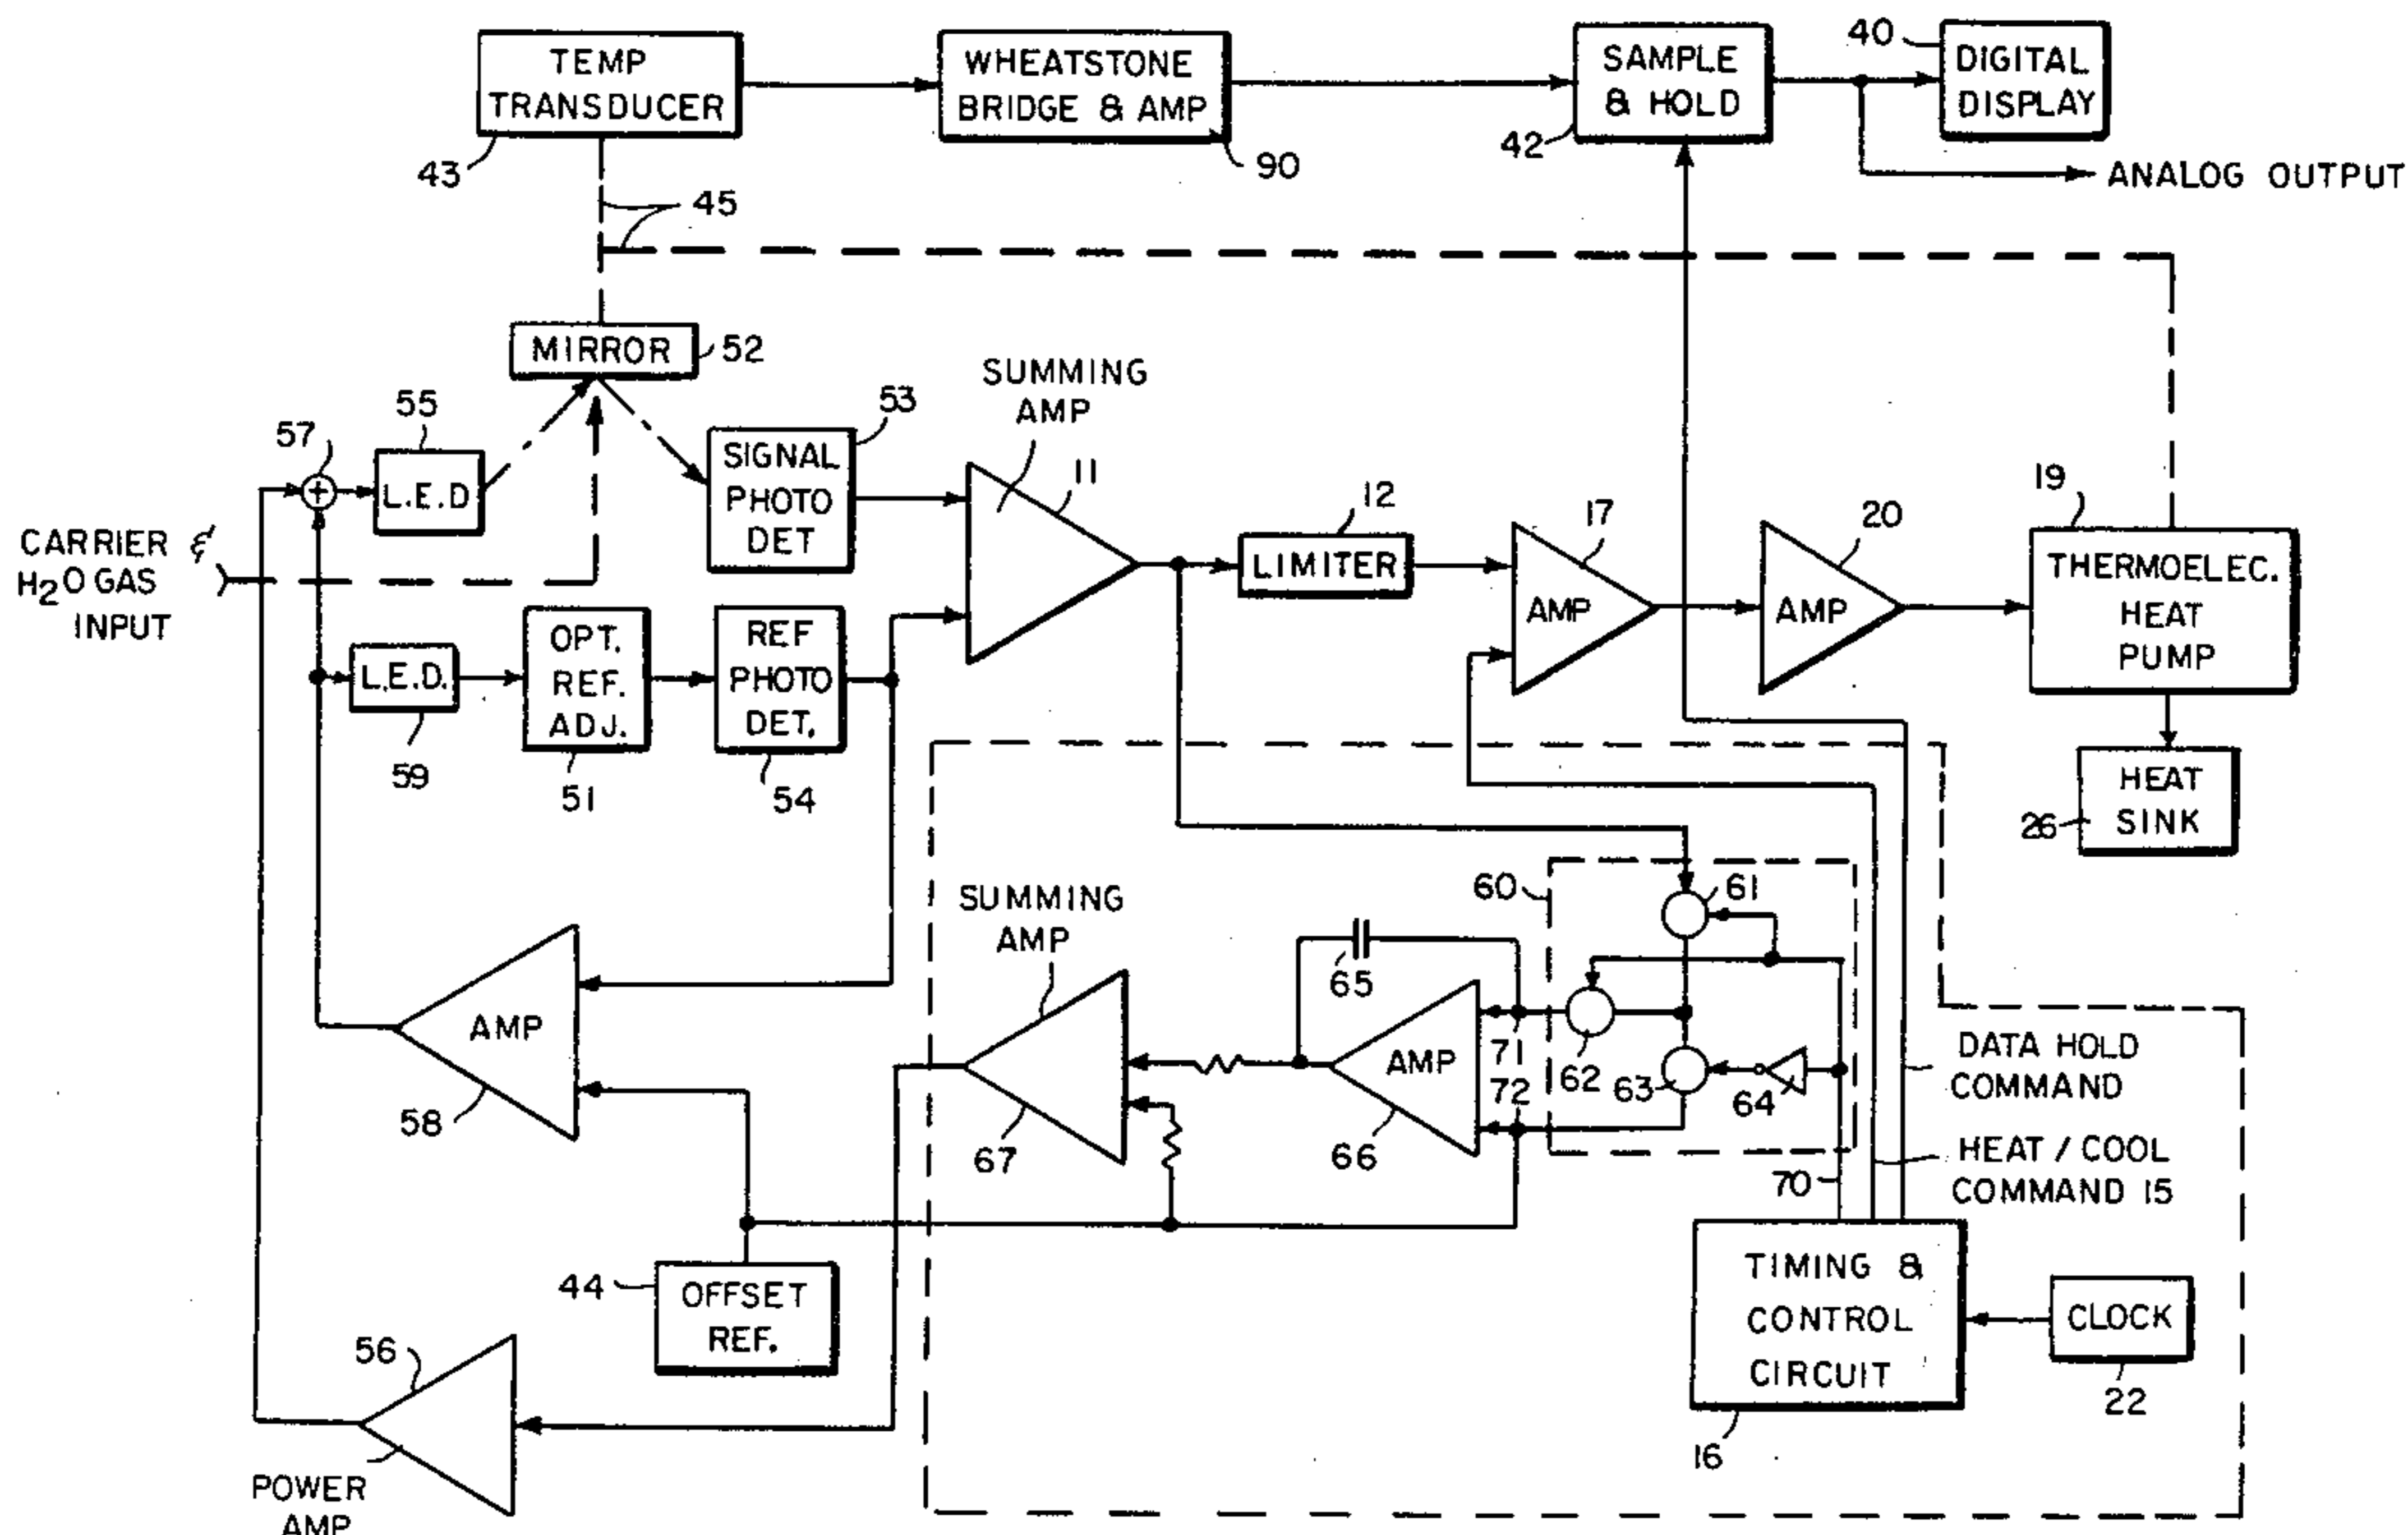 TEMP
TRANSDUCER
43
WHEATSTONE
BRIDGE & AMP
90
SAMPLE
& HOLD
42
40
DIGITAL
DISPLAY
ANALOG OUTPUT
45
MIRROR
52
57
55
L.E.D
53
SIGNAL
PHOTO
DET
SUMMING
AMP
11
12
LIMITER
17
AMP
20
AMP
19
THERMOELEC.
HEAT
PUMP
CARRIER &
H2O GAS
INPUT
L.E.D.
59
OPT.
REF.
ADJ.
51
REF
PHOTO
DET.
54
HEAT
SINK
26
AMP
58
SUMMING
AMP
67
65
AMP
66
71
72
60
61
62
63
64
70
DATA HOLD
COMMAND
HEAT / COOL
COMMAND 15
44
OFFSET
REF.
TIMING &
CONTROL
CIRCUIT
16
CLOCK
22
56
POWER
AMP